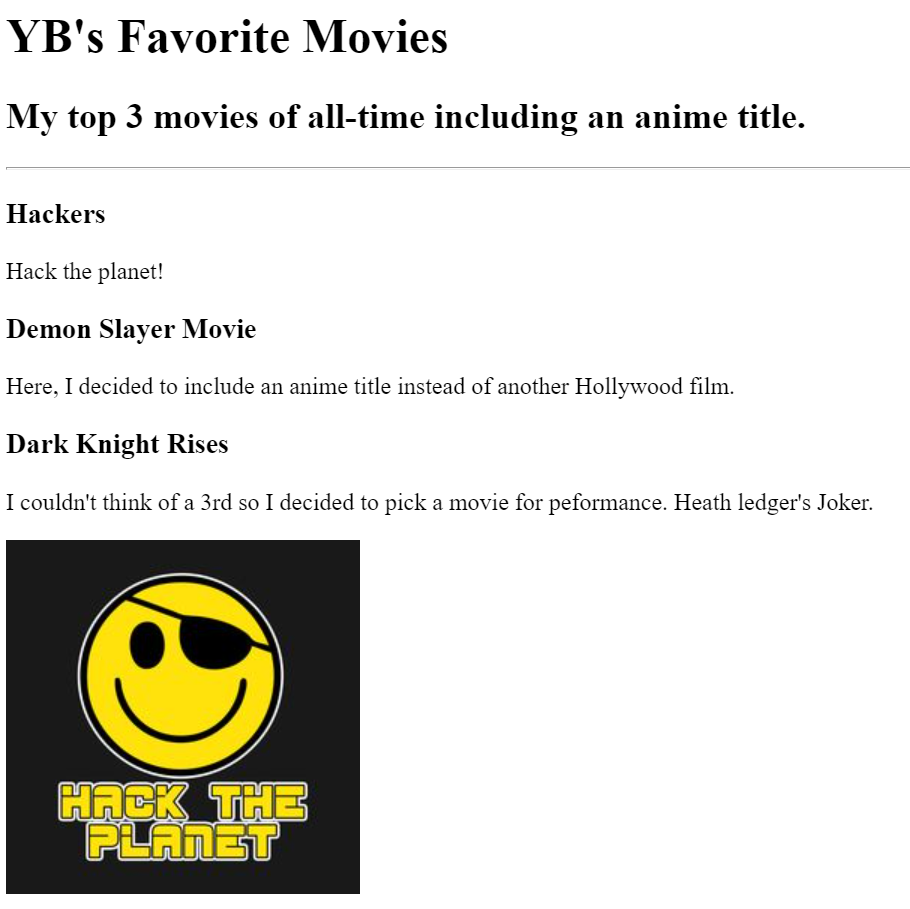 YB's Favorite Movies
My top 3 movies of all-time including an anime title.
Hackers
Hack the planet!
Demon Slayer Movie
Here, I decided to include an anime title instead of another Hollywood film.
Dark Knight Rises
I couldn't think of a 3rd so I decided to pick a movie for peformance. Heath ledger's Joker.
HACK THE
PLANET